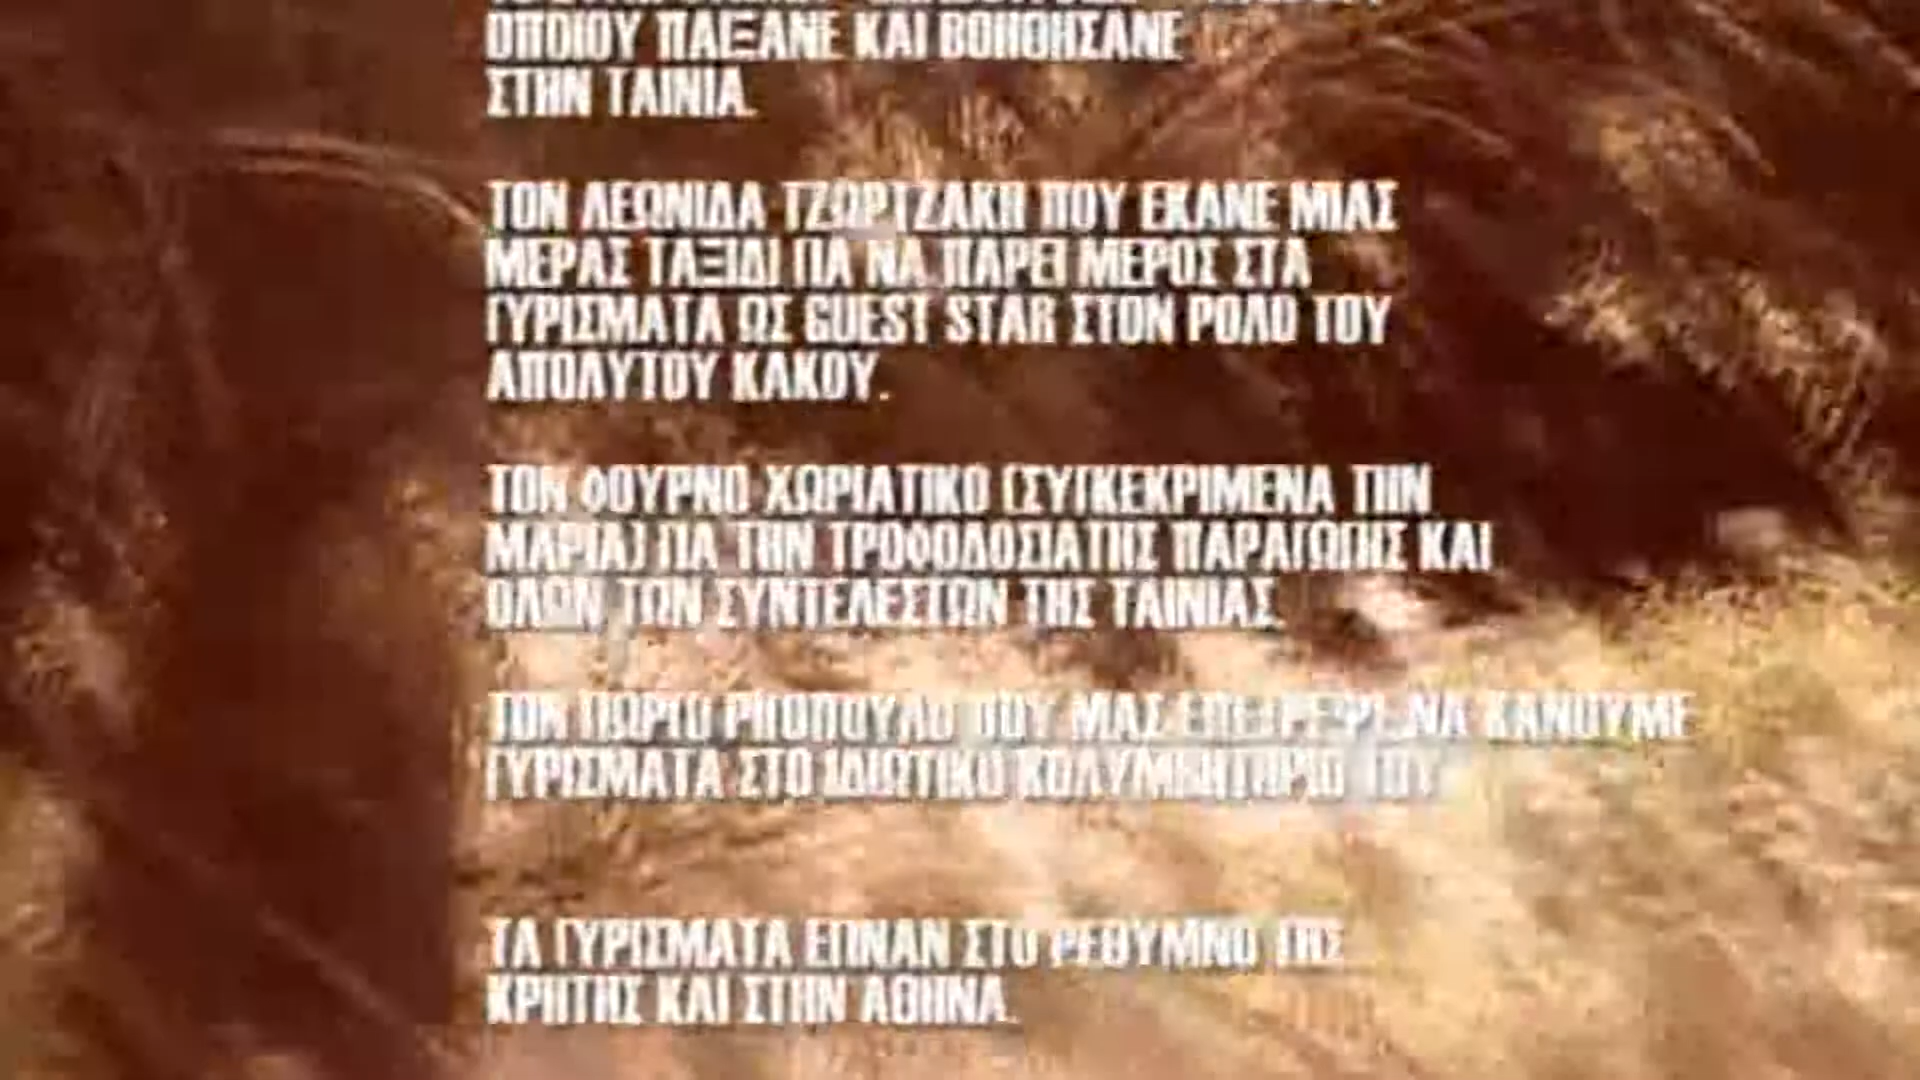 ΟΠΟΙΟΥ ΠΑΙΞΑΝΕ ΚΑΙ ΒΟΗΘΗΣΑΝΕ
ΣΤΗΝ ΤΑΙΝΙΑ.
ΤΟΝ ΛΕΩΝΙΔΑ ΤΖΩΡΤΖΑΚΗ ΠΟΥ ΕΚΑΝΕ ΜΙΑΣ
ΜΕΡΑΣ ΤΑΞΙΔΙ ΓΙΑ ΝΑ ΠΑΡΕΙ ΜΕΡΟΣ ΣΤΑ
ΓΥΡΙΣΜΑΤΑ ΩΣ GUEST STAR ΣΤΟΝ ΡΟΛΟ ΤΟΥ
ΑΠΟΛΥΤΟΥ ΚΑΚΟΥ.
ΤΟΝ ΦΟΥΡΝΟ ΧΩΡΙΑΤΙΚΟ (ΣΥΓΚΕΚΡΙΜΕΝΑ ΤΗΝ
ΜΑΡΙΑ) ΓΙΑ ΤΗΝ ΤΡΟΦΟΔΟΣΙΑ ΤΗΣ ΠΑΡΑΓΩΓΗΣ ΚΑΙ
ΟΛΩΝ ΤΩΝ ΣΥΝΤΕΛΕΣΤΩΝ ΤΗΣ ΤΑΙΝΙΑΣ.
ΤΟΝ ΠΟΥ ΜΑΣ ΕΠΕΤΡΕΨΕ ΝΑ ΚΑΝΟΥΜΕ
ΓΥΡΙΣΜΑΤΑ ΣΤΟ ΙΔΙΩΤΙΚΟ ΚΟΛΥΜΒΗΤΗΡΙΟ ΤΟΥ
ΤΑ ΓΥΡΙΣΜΑΤΑ ΕΓΙΝΑΝ ΣΤΟ ΡΕΘΥΜΝΟ ΤΗΣ
ΚΡΗΤΗΣ ΚΑΙ ΣΤΗΝ ΑΘΗΝΑ.